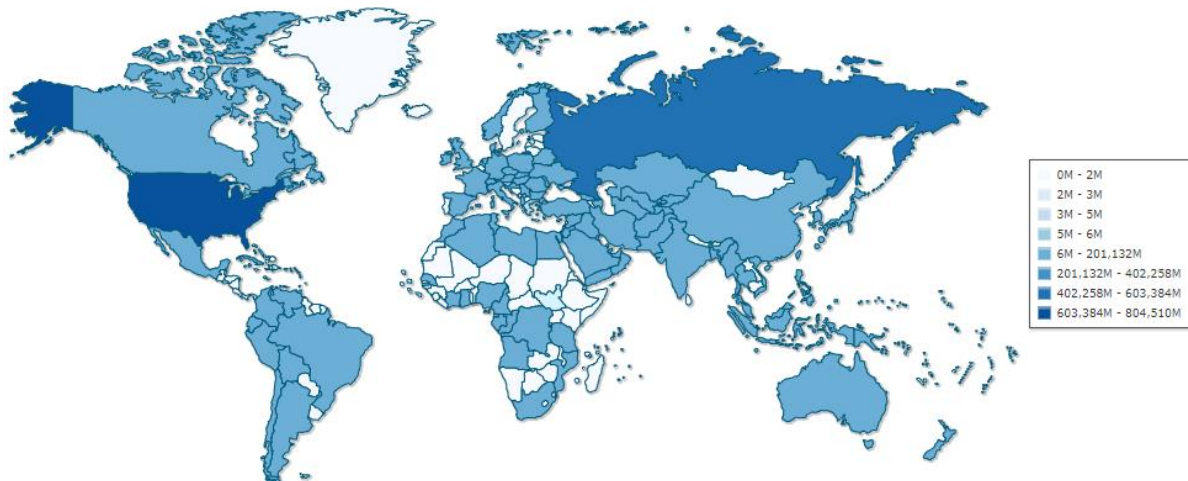 0M - 2M
2M - 3M
3M - 5M
5M - 6M
6M - 201,132M
201,132M - 402,258M
402,258M - 603,384M
603,384M - 804,510M